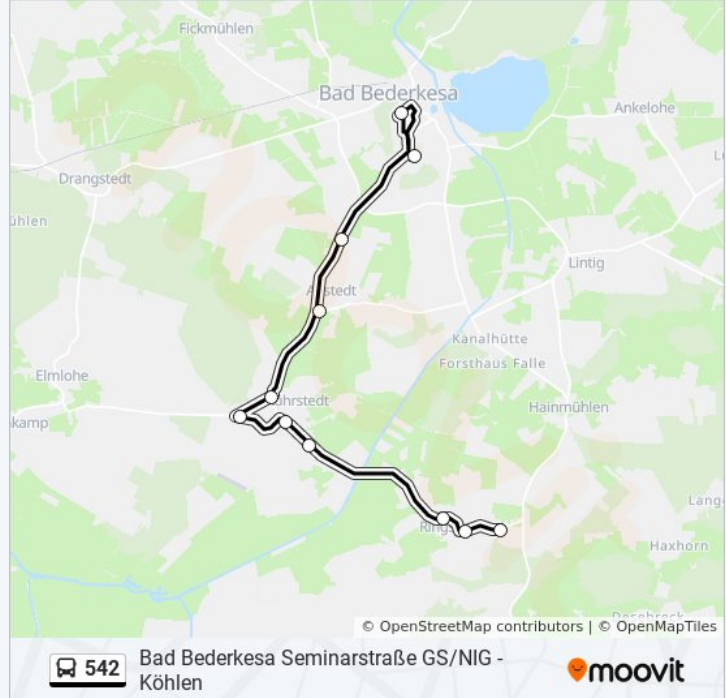 Fickmühlen
Bad Bederkesa
Ankelohe
Drangstedt
Lintig
Kanalhütte
Forsthaus Falle
Elmlohe
Hainmühlen
Haxhorn
© OpenStreetMap contributors | © OpenMapTiles
542
Bad Bederkesa Seminarstraße GS/NIG -
Köhlen
moovit